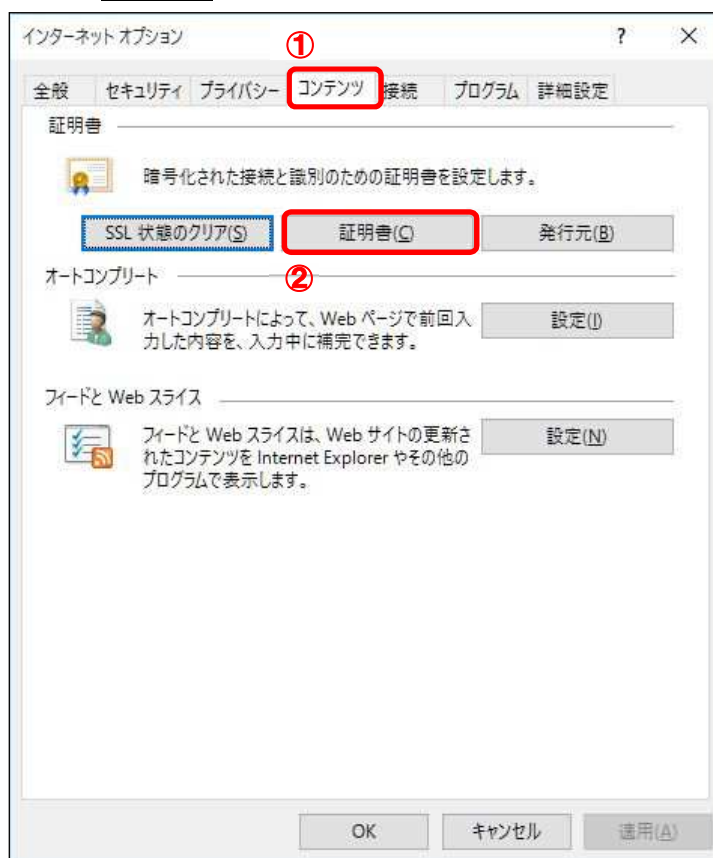 インターネット オプション ? ×
①
全般 セキュリティ プライバシー コンテンツ 接続 プログラム 詳細設定
証明書
暗号化された接続と識別のための証明書を設定します。
SSL 状態のクリア(S) 証明書(C) 発行元(B)
②
オートコンプリート
オートコンプリートによって、Web ページで前回入
力した内容を、入力中に補完できます。
設定(I)
フィードと Web スライス
フィードと Web スライスは、Web サイトの更新さ
れたコンテンツを Internet Explorer やその他の
プログラムで表示します。
設定(N)
OK キャンセル 適用(A)